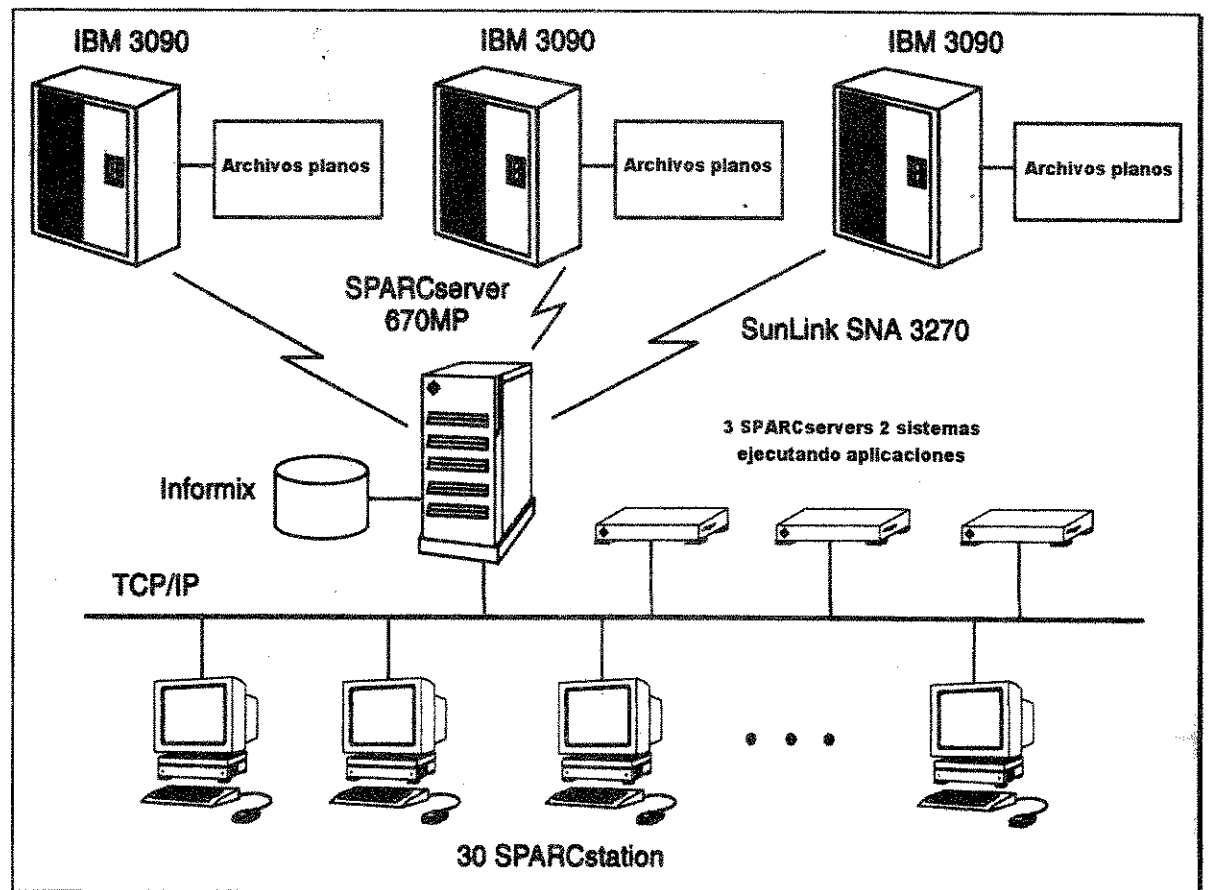 IBM 3090
IBM 3090
IBM 3090
Archivos planos
Archivos planos
Archivos planos
SPARCserver
670MP
SunLink SNA 3270
3 SPARCservers 2 sistemas
ejecutando aplicaciones
Informix
TCP/IP
30 SPARCstation